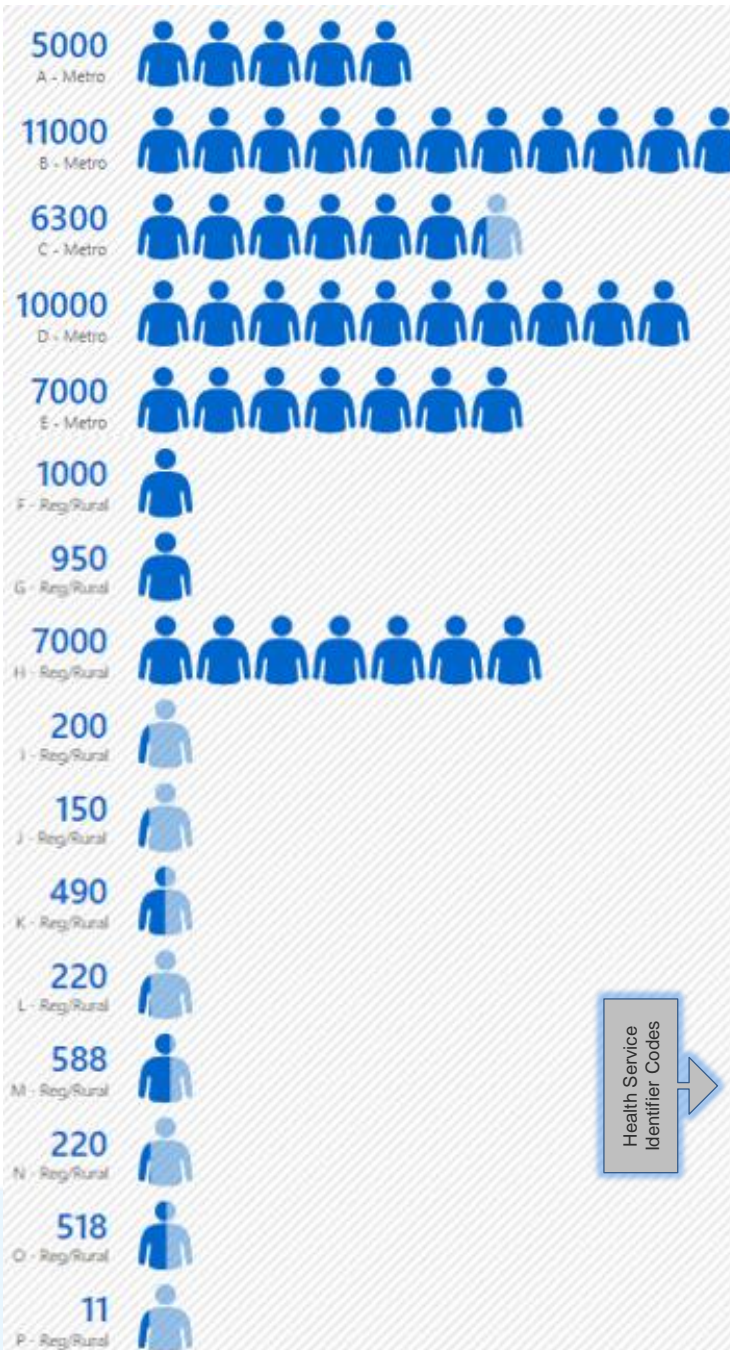 5000
A - Metro
11000
B - Metro
6300
C - Metro
10000
D - Metro
7000
E - Metro
1000
F - Reg/Rural
950
G - Reg/Rural
7000
H - Reg/Rural
200
I - Reg/Rural
150
J - Reg/Rural
490
K - Reg/Rural
220
L - Reg/Rural
588
M - Reg/Rural
220
N - Reg/Rural
518
O - Reg/Rural
11
P - Reg/Rural
Health Service
Identifier Codes